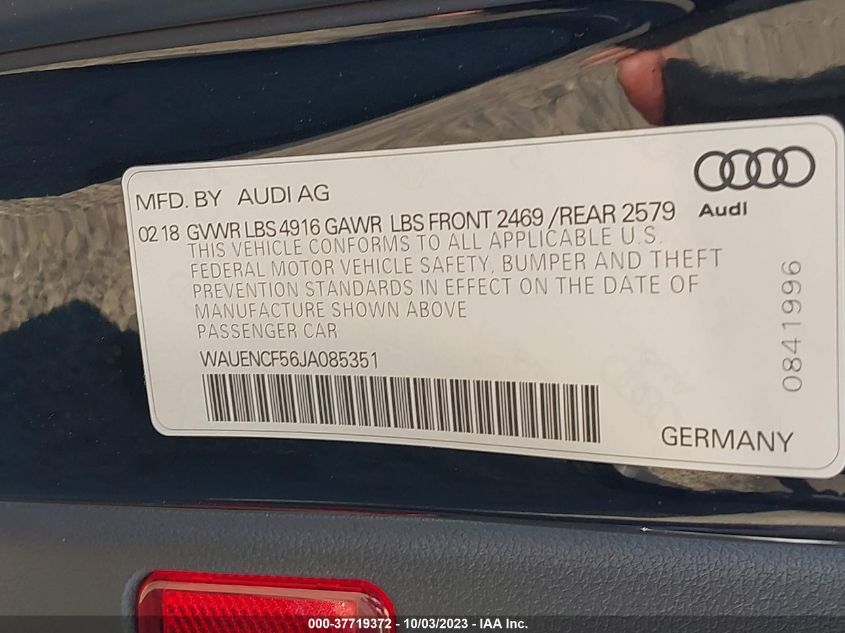 MFD. BY AUDI AG
Audi
02 18 GVWR LBS 4916 GAWR LBS FRONT 2469 /REAR 2579
THIS VEHICLE CONFORMS TO ALL APPLICABLE U.S.
FEDERAL MOTOR VEHICLE SAFETY, BUMPER AND THEFT
PREVENTION STANDARDS IN EFFECT ON THE DATE OF
MANUFACTURE SHOWN ABOVE
PASSENGER CAR
WAUENCF56JA085351
0841996
GERMANY
000-37719372 - 10/03/2023 - IAA Inc.